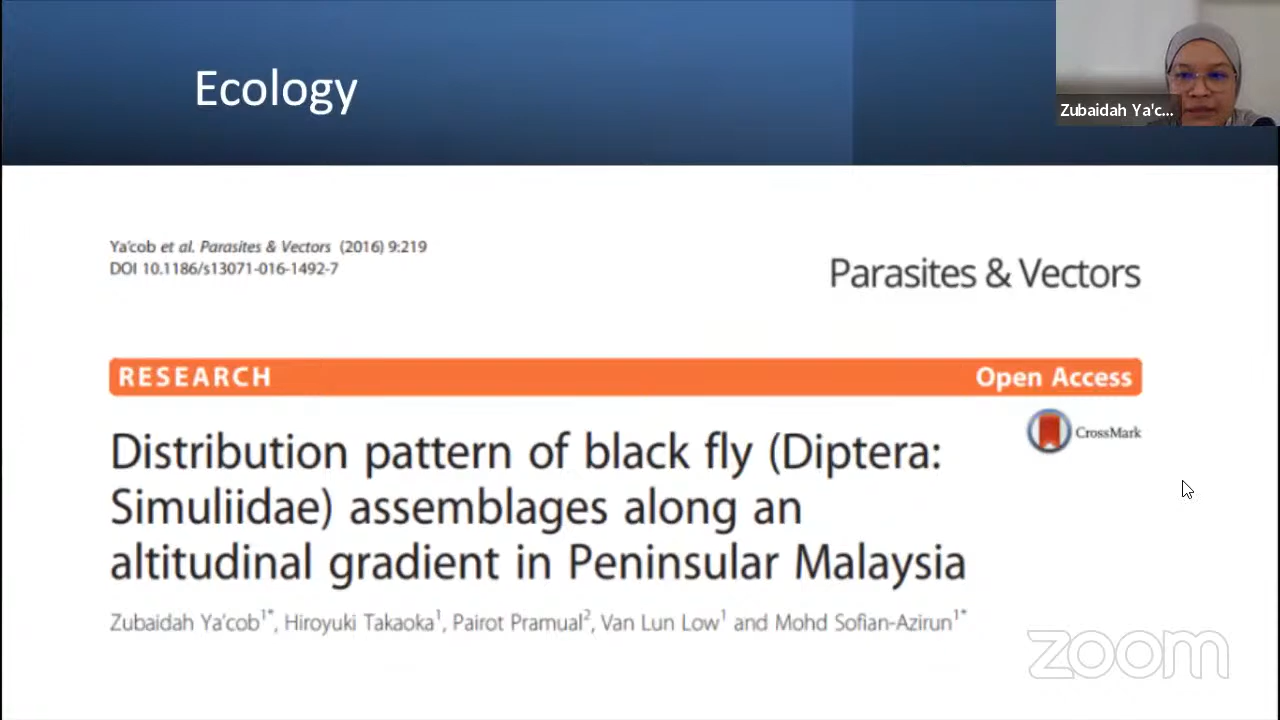 Ecology
Zubaidah Ya'c...
Ya'cob et al. Parasites & Vectors (2016) 9:219
DOI 10.1186/s13071-016-1492-7
Parasites & Vectors
RESEARCH
Open Access
CrossMark
Distribution pattern of black fly (Diptera:
Simuliidae) assemblages along an
altitudinal gradient in Peninsular Malaysia
Zubaidah Ya'cob1*, Hiroyuki Takaoka1, Pairot Pramual2, Van Lun Low1 and Mohd Sofian-Azirun1*
zoom